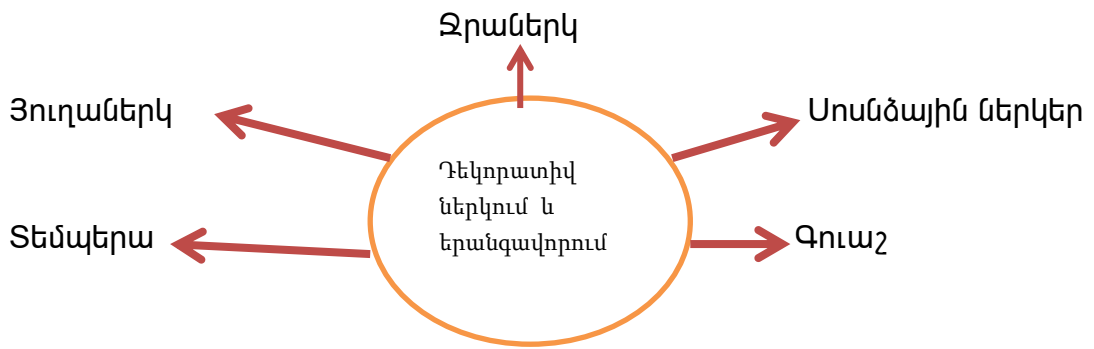 Ջրաներկ
Յուղաներկ
Սոսնձային ներկեր
Դեկորատիվ
ներկում և
երանգավորում
Տեմպերա
Գուաշ